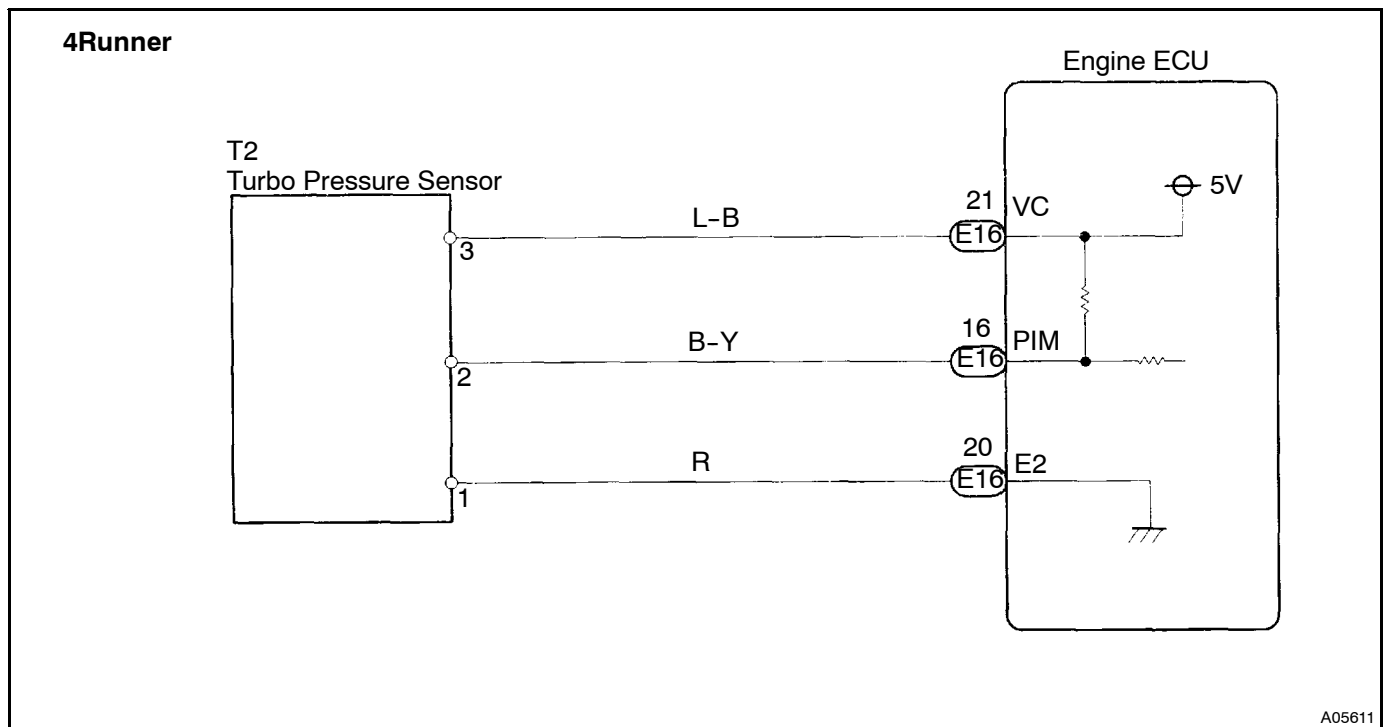 4Runner
Engine ECU
T2
Turbo Pressure Sensor
5V
L-B
21
VC
E16
3
B-Y
16
PIM
E16
2
R
20
E2
E16
1
A05611